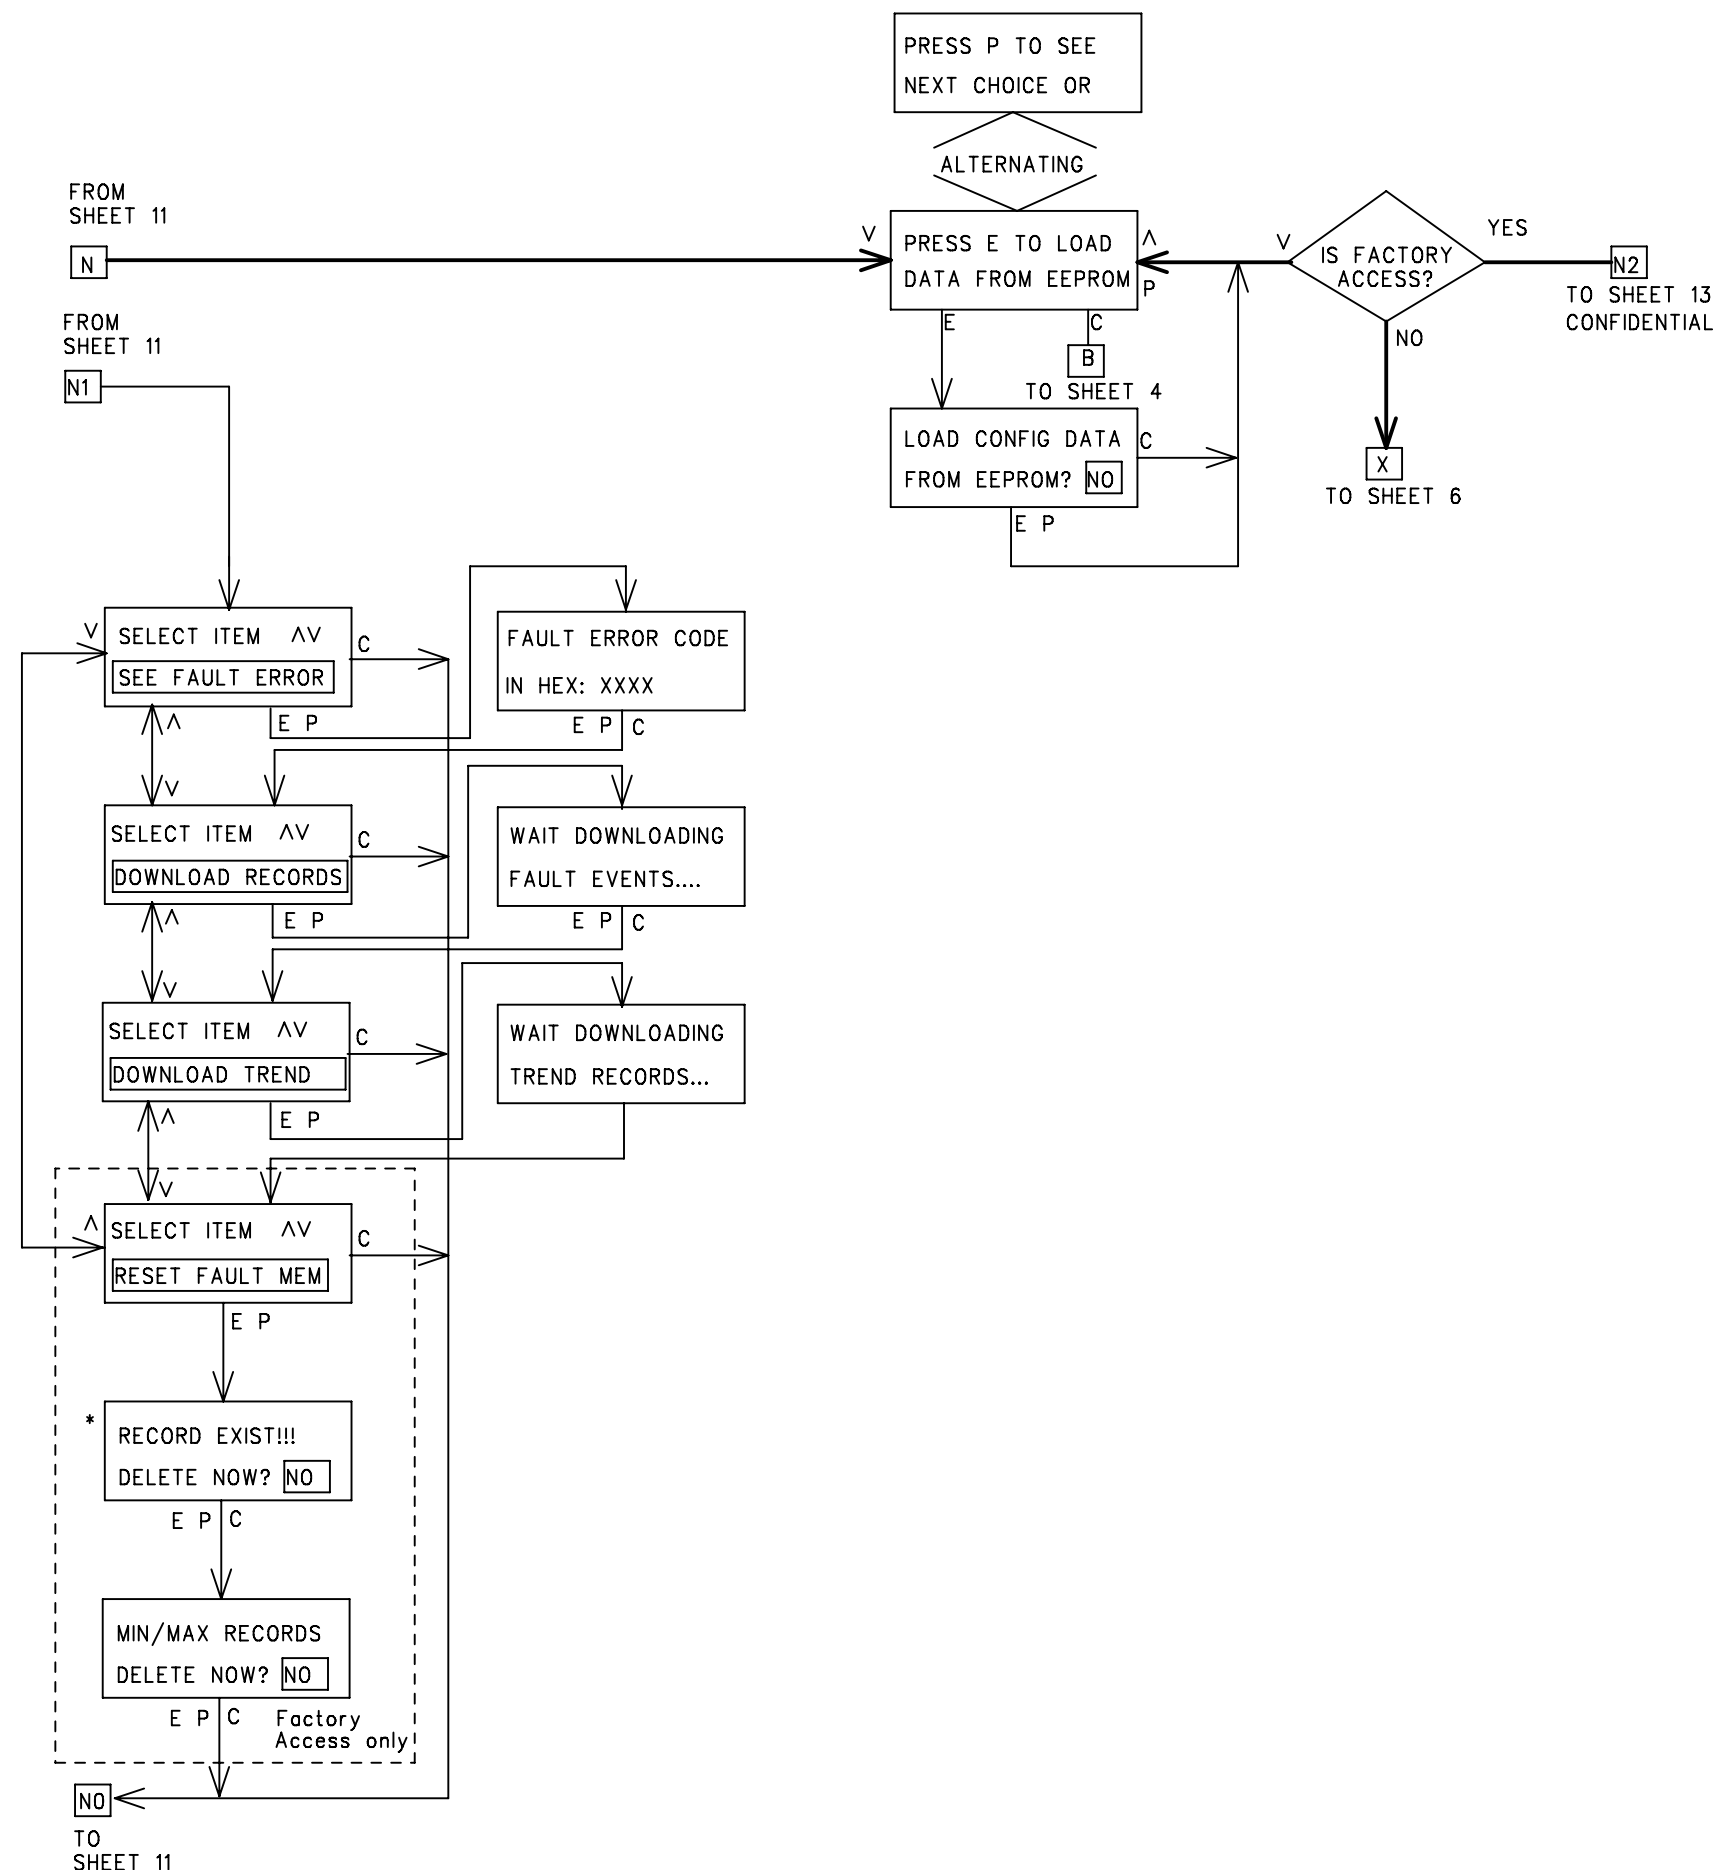 PRESS P TO SEE
NEXT CHOICE OR
ALTERNATING
FROM
SHEET 11
N
V
PRESS E TO LOAD
DATA FROM EEPROM
Λ
P
V
IS FACTORY
ACCESS?
YES
N2
TO SHEET 13
CONFIDENTIAL
NO
X
TO SHEET 6
E
C
B
TO SHEET 4
LOAD CONFIG DATA
FROM EEPROM? NO
C
E P
FROM
SHEET 11
N1
V
SELECT ITEM ΛV
SEE FAULT ERROR
C
E P
FAULT ERROR CODE
IN HEX: XXXX
E P C
Λ
V
SELECT ITEM ΛV
DOWNLOAD RECORDS
C
E P
WAIT DOWNLOADING
FAULT EVENTS....
E P C
Λ
V
SELECT ITEM ΛV
DOWNLOAD TREND
C
E P
WAIT DOWNLOADING
TREND RECORDS...
Λ
V
Λ
SELECT ITEM ΛV
RESET FAULT MEM
C
E P
*
RECORD EXIST!!!
DELETE NOW? NO
E P C
MIN/MAX RECORDS
DELETE NOW? NO
E P C
Factory
Access only
NO
TO
SHEET 11